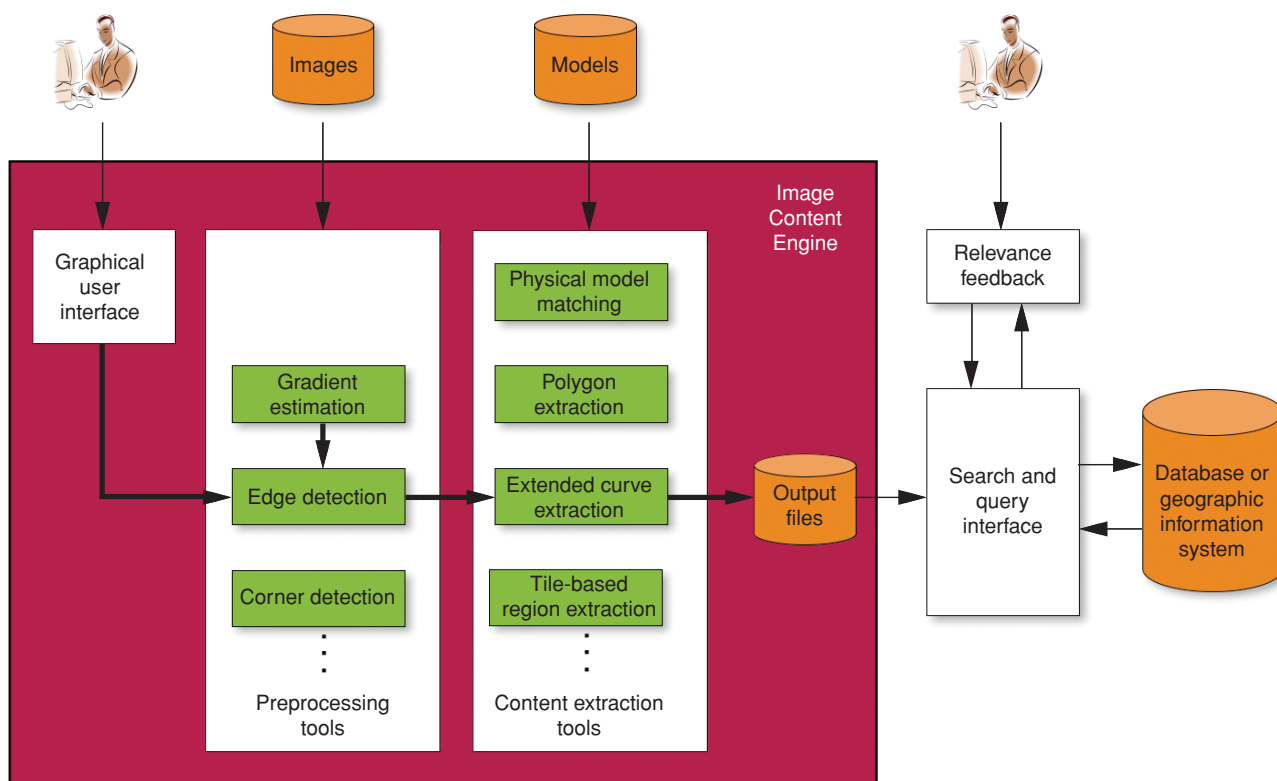 Images
Models
Image
Content
Engine
Graphical
user
interface
Gradient
estimation
Edge detection
Corner detection
Preprocessing
tools
Physical model
matching
Polygon
extraction
Extended curve
extraction
Tile-based
region extraction
Content extraction
tools
Output
files
Relevance
feedback
Search and
query
interface
Database or
geographic
information
system